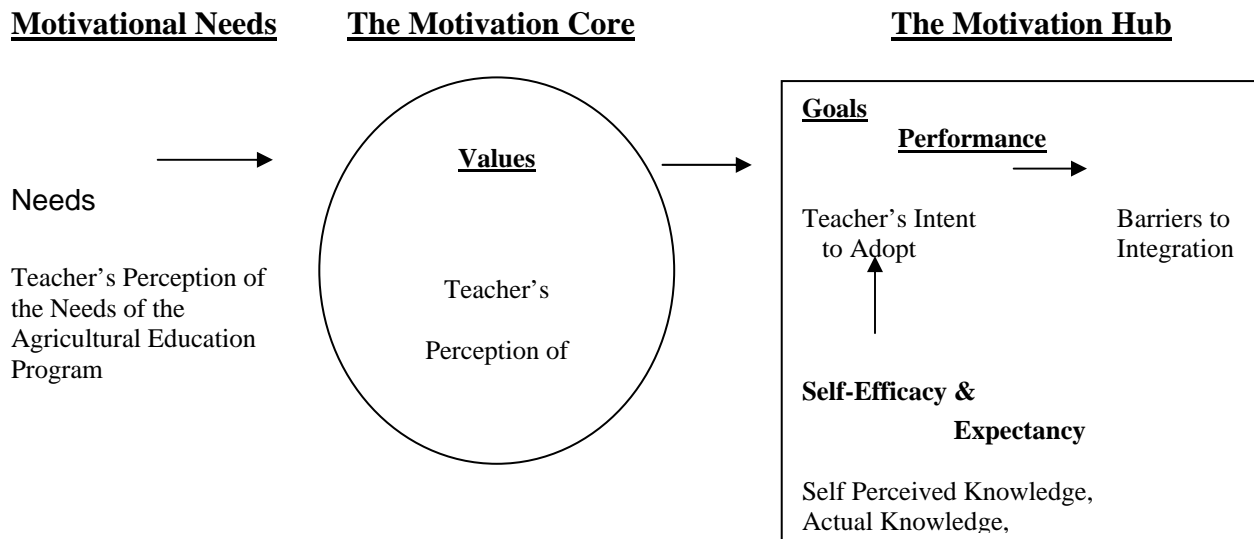 Motivational Needs
The Motivation Core
The Motivation Hub
Needs
Teacher’s Perception of
the Needs of the
Agricultural Education
Program
Values
Teacher’s
Perception of
Goals
Performance
Teacher’s Intent
to Adopt
Barriers to
Integration
Self-Efficacy &
Expectancy
Self Perceived Knowledge,
Actual Knowledge,